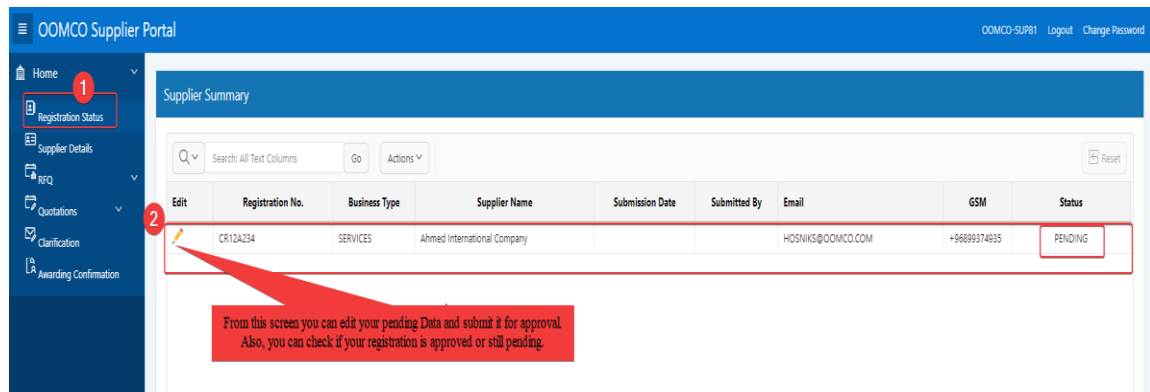 OOMCO Supplier Portal
OOMCO-SUP81 Logout Change Password
Home
1
Registration Status
Supplier Details
RFQ
Quotations
Clarification
Awarding Confirmation
Supplier Summary
Search: All Text Columns Go Actions Reset
Edit Registration No. Business Type Supplier Name Submission Date Submitted By Email GSM Status
2
CR12A234 SERVICES Ahmed International Company HOSNIKS@OOMCO.COM +96899374935 PENDING
From this screen you can edit your pending Data and submit it for approval.
Also, you can check if your registration is approved or still pending.